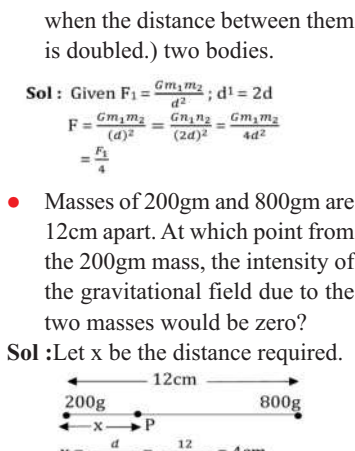 when the distance between them
is doubled.) two bodies.
Sol : Given F₁ = Gm₁m₂/d² ; d¹ = 2d
F = Gm₁m₂/(d)² = Gn₁n₂/(2d)² = Gm₁m₂/4d²
= F₁/4
• Masses of 200gm and 800gm are
12cm apart. At which point from
the 200gm mass, the intensity of
the gravitational field due to the
two masses would be zero?
Sol :Let x be the distance required.
12cm
200g 800g
x P
d 12